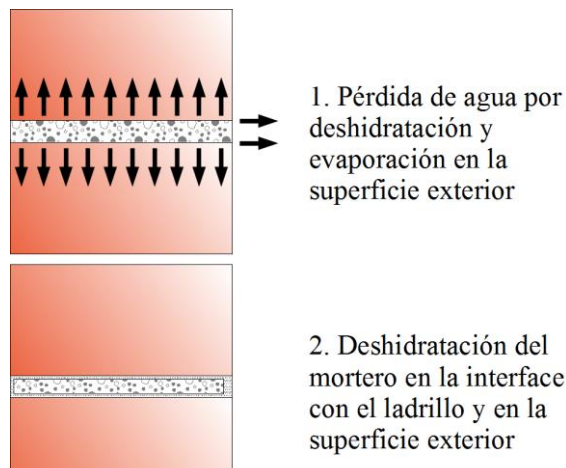 1. Pérdida de agua por
deshidratación y
evaporación en la
superficie exterior
2. Deshidratación del
mortero en la interface
con el ladrillo y en la
superficie exterior